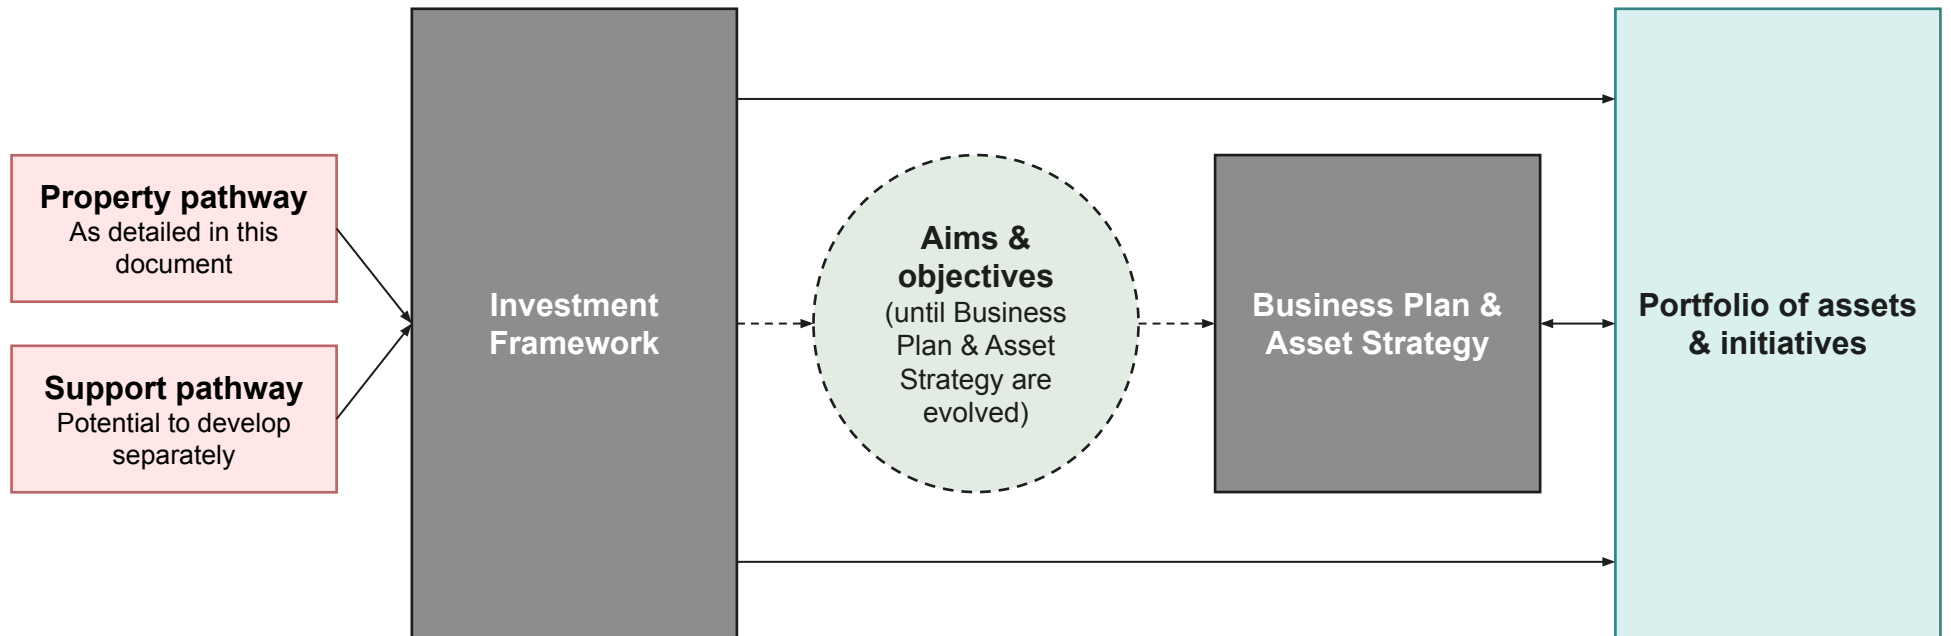 Property pathway
As detailed in this
document
Support pathway
Potential to develop
separately
Investment
Framework
Aims &
objectives
(until Business
Plan & Asset
Strategy are
evolved)
Business Plan &
Asset Strategy
Portfolio of assets
& initiatives